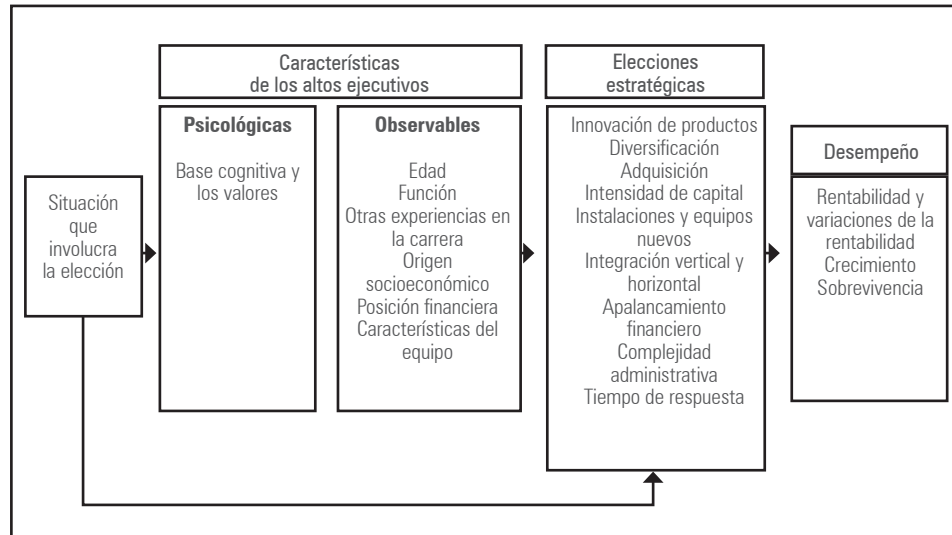 Situación
que
involucra
la elección
Características
de los altos ejecutivos
Psicológicas
Base cognitiva y
los valores
Observables
Edad
Función
Otras experiencias en
la carrera
Origen
socioeconómico
Posición financiera
Características del
equipo
Elecciones
estratégicas
Innovación de productos
Diversificación
Adquisición
Intensidad de capital
Instalaciones y equipos
nuevos
Integración vertical y
horizontal
Apalancamiento
financiero
Complejidad
administrativa
Tiempo de respuesta
Desempeño
Rentabilidad y
variaciones de la
rentabilidad
Crecimiento
Sobrevivencia